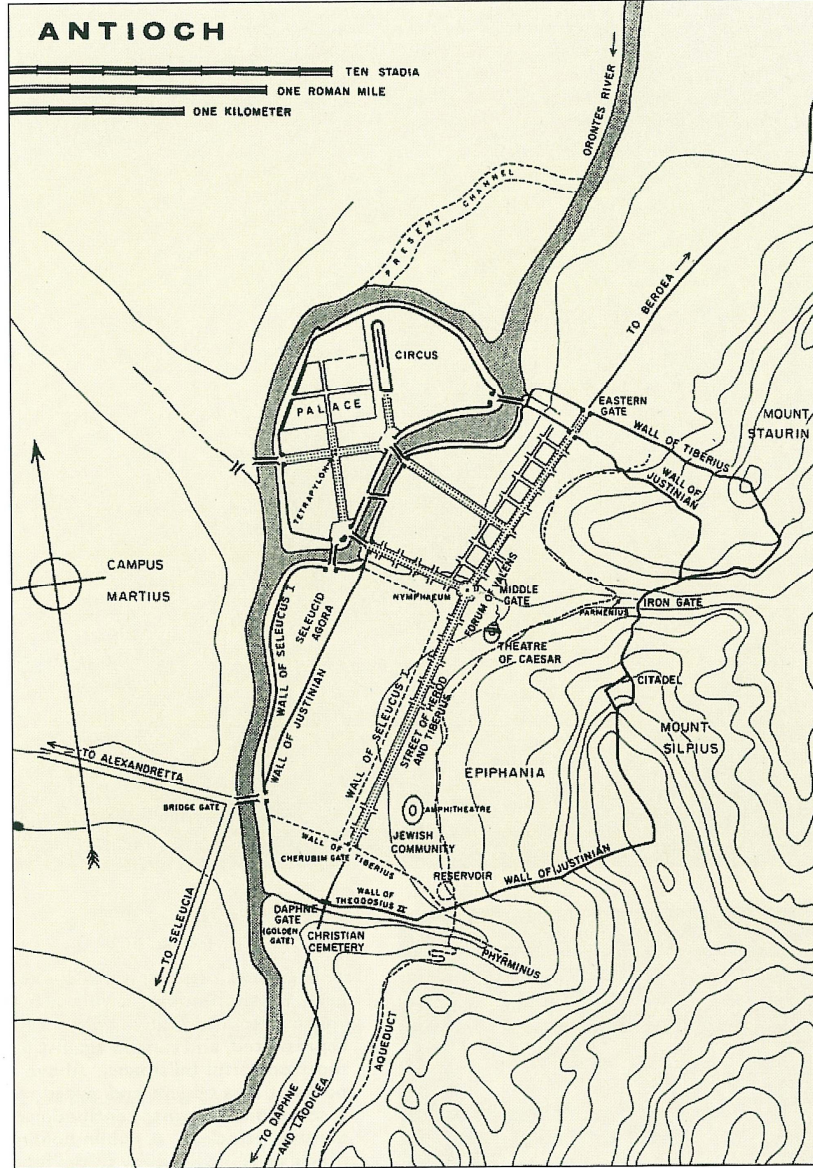 ANTIOCH
TEN STADIA
ONE ROMAN MILE
ONE KILOMETER
ORONTES RIVER
PRESENT CHANNEL
TO BEROEA
CIRCUS
PALACE
EASTERN
GATE
MOUNT
STAURIN
WALL OF TIBERIUS
WALL OF
JUSTINIAN
TETRAPYLON
CAMPUS
MARTIUS
WALL OF SELEUCUS I
SELEUCID
AGORA
NYMPHAEUM
FORUM
VALENS
MIDDLE
GATE
PARMENIUS
IRON GATE
THEATRE
OF CAESAR
CITADEL
WALL OF JUSTINIAN
WALL OF SELEUCUS I
STREET OF HEROD
AND TIBERIUS
MOUNT
SILPIUS
TO ALEXANDRETTA
EPIPHANIA
BRIDGE GATE
AMPHITHEATRE
JEWISH
COMMUNITY
WALL OF TIBERIUS
CHERUBIM GATE
WALL OF JUSTINIAN
RESERVOIR
WALL OF
THEODOSIUS II
DAPHNE
GATE
(GOLDEN
GATE)
CHRISTIAN
CEMETERY
TO SELEUCIA
PHYRMINUS
AQUEDUCT
TO DAPHNE
AND LAODICEA